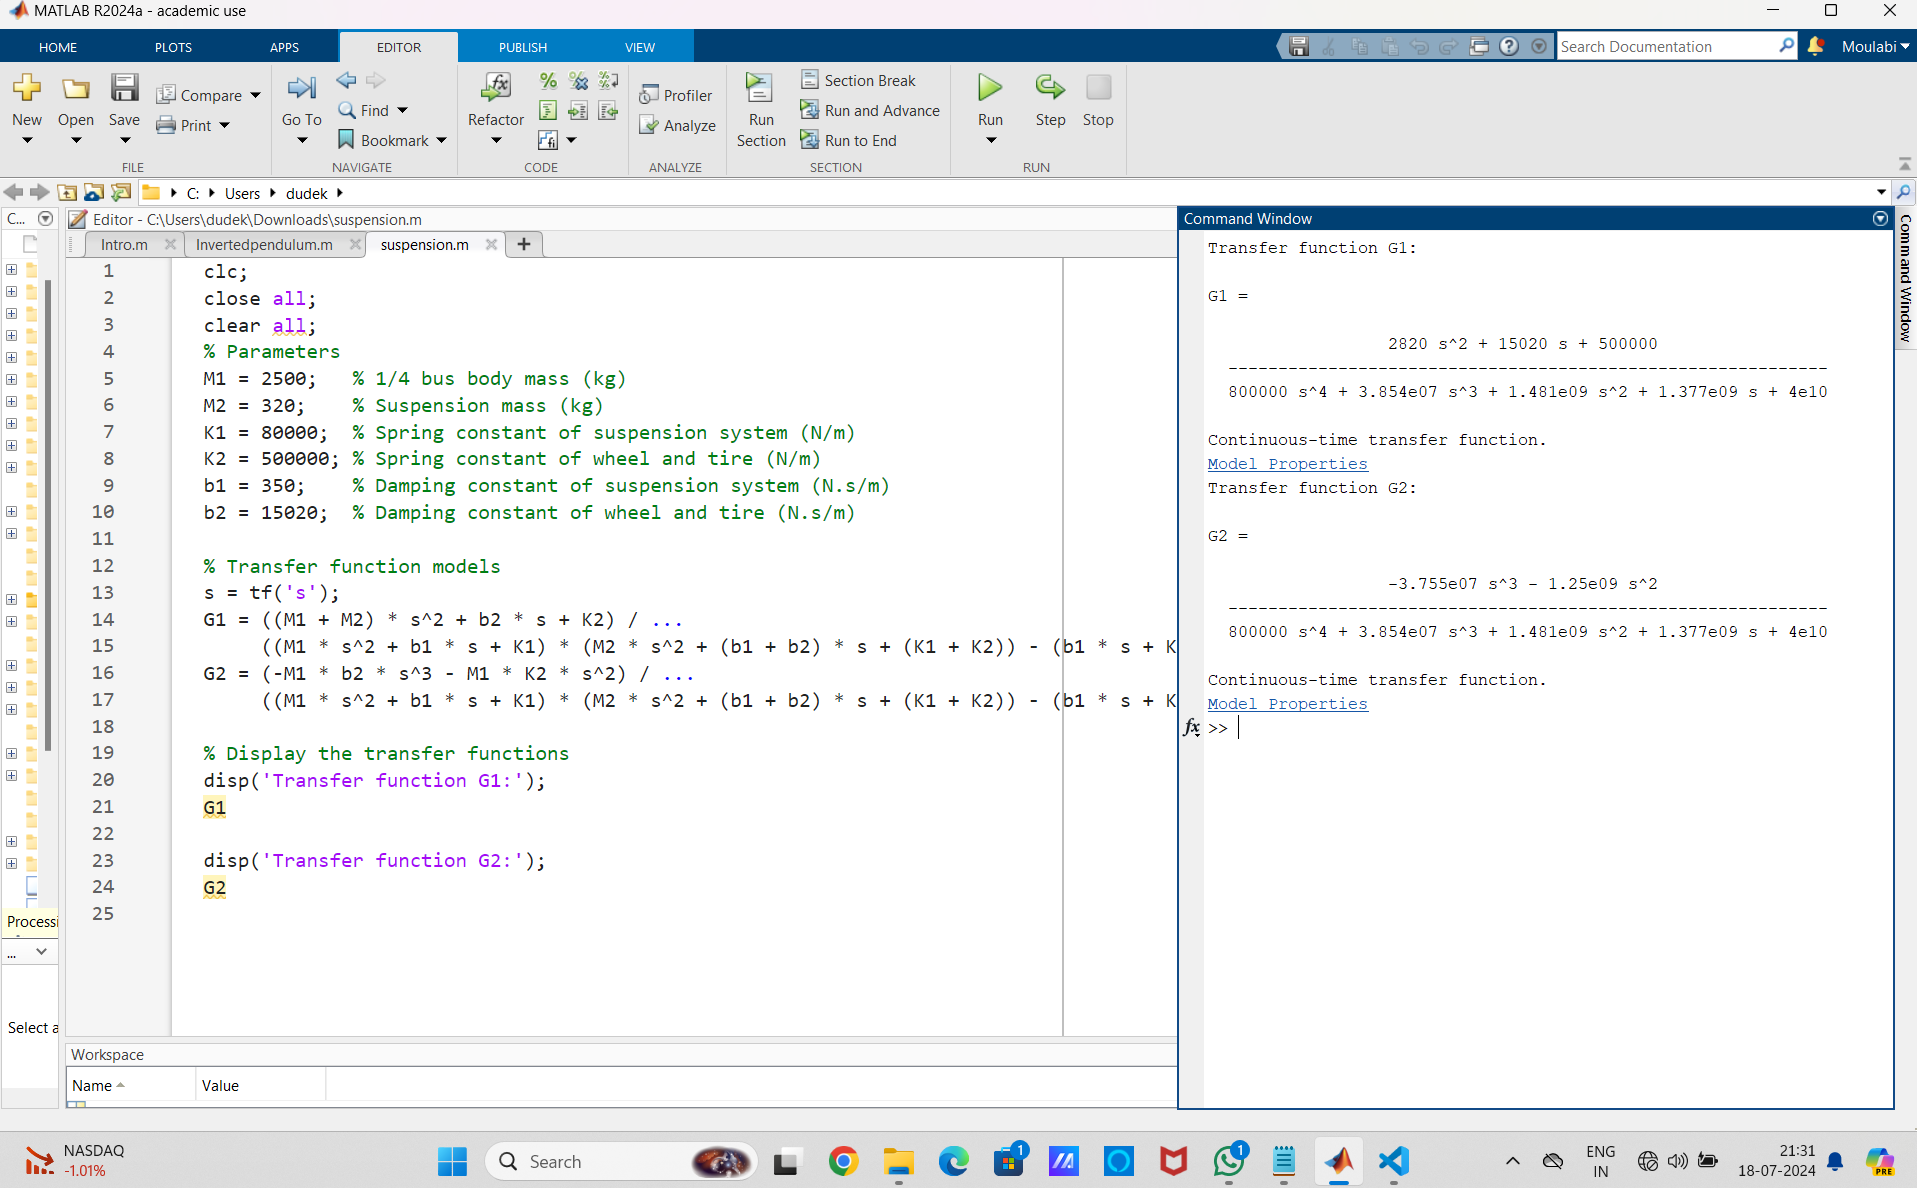 MATLAB R2024a - academic use
HOME PLOTS APPS EDITOR PUBLISH VIEW
Search Documentation
Moulabi
New Open Save
Compare
Print
FILE
Go To
Find
Bookmark
NAVIGATE
Refactor
CODE
Profiler
Analyze
ANALYZE
Run Section
Section Break
Run and Advance
Run to End
SECTION
Run Step Stop
RUN
C: Users dudek
C...
Processi
...
Select a
Editor - C:\Users\dudek\Downloads\suspension.m
Intro.m Invertedpendulum.m suspension.m +
1 clc;
2 close all;
3 clear all;
4 % Parameters
5 M1 = 2500; % 1/4 bus body mass (kg)
6 M2 = 320; % Suspension mass (kg)
7 K1 = 80000; % Spring constant of suspension system (N/m)
8 K2 = 500000; % Spring constant of wheel and tire (N/m)
9 b1 = 350; % Damping constant of suspension system (N.s/m)
10 b2 = 15020; % Damping constant of wheel and tire (N.s/m)
11
12 % Transfer function models
13 s = tf('s');
14 G1 = ((M1 + M2) * s^2 + b2 * s + K2) / ...
15 ((M1 * s^2 + b1 * s + K1) * (M2 * s^2 + (b1 + b2) * s + (K1 + K2)) - (b1 * s + K
16 G2 = (-M1 * b2 * s^3 - M1 * K2 * s^2) / ...
17 ((M1 * s^2 + b1 * s + K1) * (M2 * s^2 + (b1 + b2) * s + (K1 + K2)) - (b1 * s + K
18
19 % Display the transfer functions
20 disp('Transfer function G1:');
21 G1
22
23 disp('Transfer function G2:');
24 G2
25
Workspace
Name Value
Command Window
Transfer function G1:
G1 =
2820 s^2 + 15020 s + 500000
------------------------------------------------------------
800000 s^4 + 3.854e07 s^3 + 1.481e09 s^2 + 1.377e09 s + 4e10
Continuous-time transfer function.
Model Properties
Transfer function G2:
G2 =
-3.755e07 s^3 - 1.25e09 s^2
------------------------------------------------------------
800000 s^4 + 3.854e07 s^3 + 1.481e09 s^2 + 1.377e09 s + 4e10
Continuous-time transfer function.
Model Properties
fx >>
Command Window
NASDAQ
-1.01%
Search
1
1
ENG
IN
21:31
18-07-2024
PRE